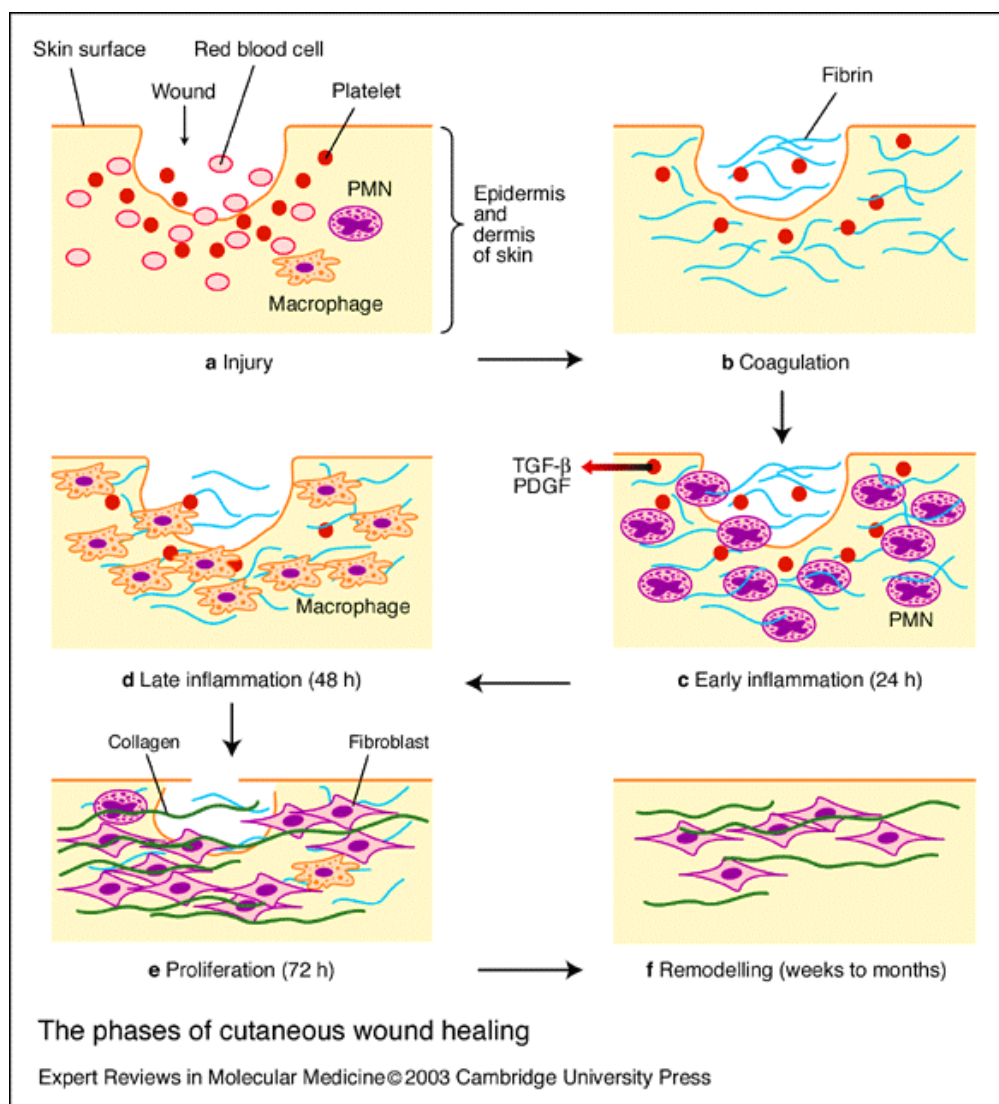 Skin surface
Red blood cell
Wound
Platelet
PMN
Macrophage
Epidermis
and
dermis
of skin
a Injury
Fibrin
b Coagulation
TGF-β
PDGF
PMN
c Early inflammation (24 h)
Macrophage
d Late inflammation (48 h)
Collagen
Fibroblast
e Proliferation (72 h)
f Remodelling (weeks to months)
The phases of cutaneous wound healing
Expert Reviews in Molecular Medicine©2003 Cambridge University Press